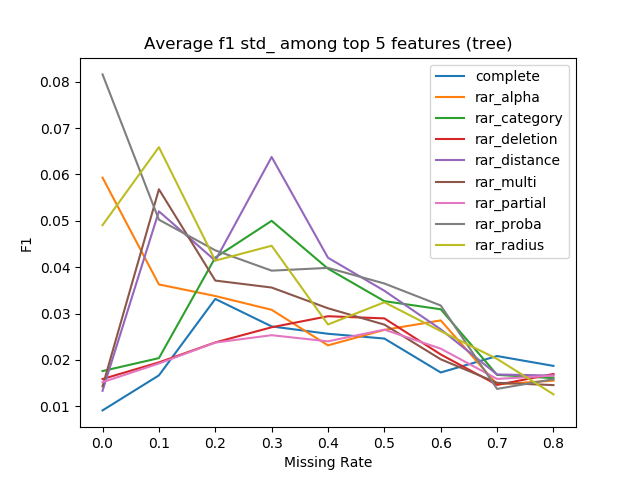 Average f1 std_ among top 5 features (tree)
complete
rar_alpha
rar_category
rar_deletion
rar_distance
rar_multi
rar_partial
rar_proba
rar_radius
F1
0.08
0.07
0.06
0.05
0.04
0.03
0.02
0.01
0.0 0.1 0.2 0.3 0.4 0.5 0.6 0.7 0.8
Missing Rate